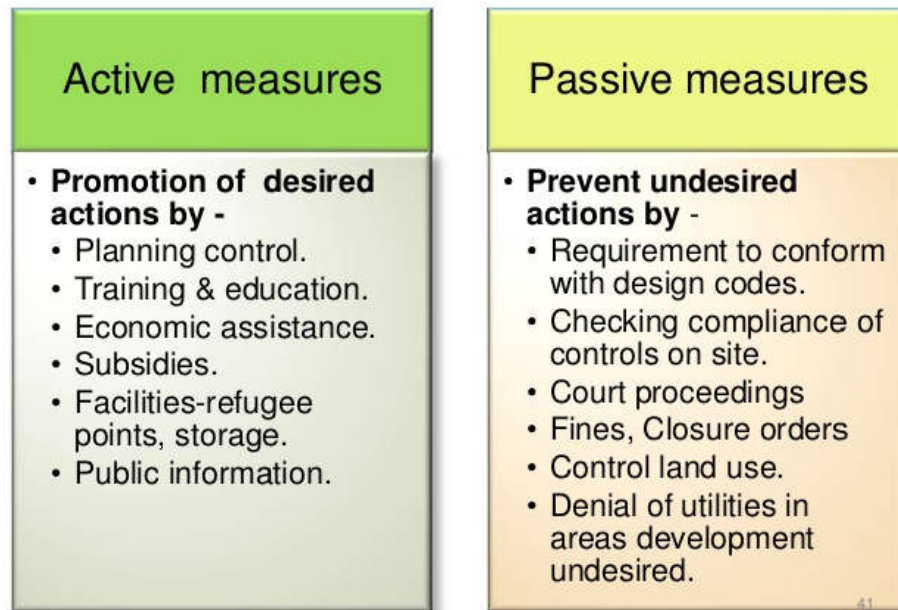 Active measures
• Promotion of desired
actions by -
• Planning control.
• Training & education.
• Economic assistance.
• Subsidies.
• Facilities-refugee
points, storage.
• Public information.
Passive measures
• Prevent undesired
actions by -
• Requirement to conform
with design codes.
• Checking compliance of
controls on site.
• Court proceedings
• Fines, Closure orders
• Control land use.
• Denial of utilities in
areas development
undesired.
41